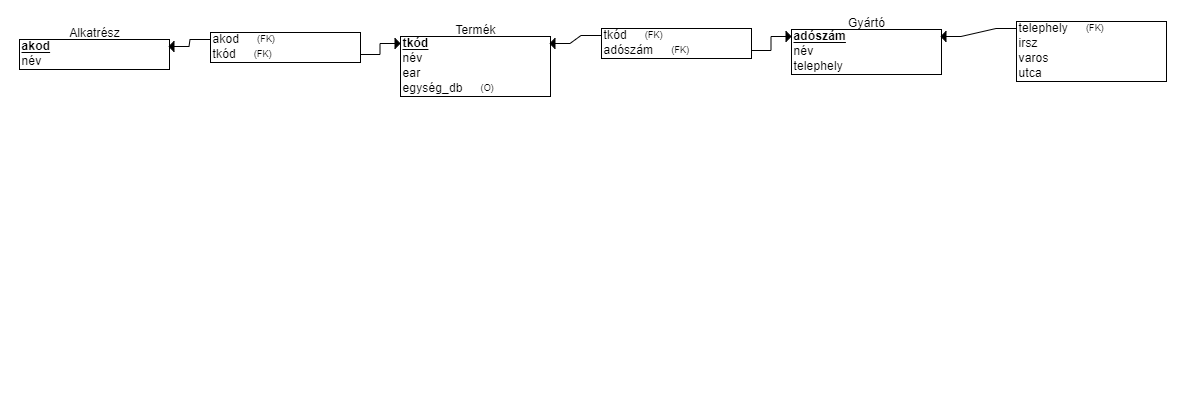 Alkatrész
akod
név
akod (FK)
tkód (FK)
Termék
tkód
név
ear
egység_db (O)
tkód (FK)
adószám (FK)
Gyártó
adószám
név
telephely
telephely (FK)
irsz
varos
utca